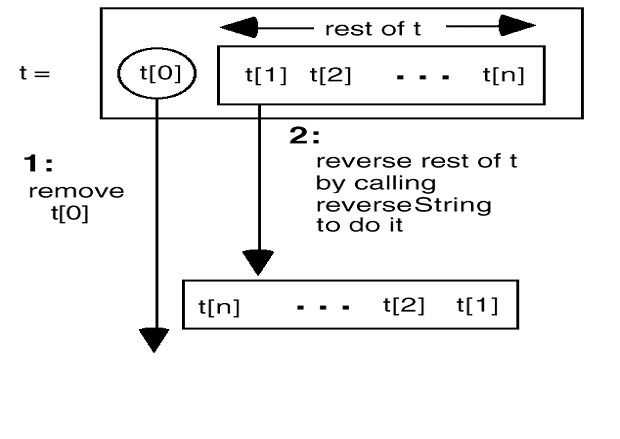 rest of t
t = t[0] t[1] t[2] - - - t[n]
1:
remove
t[0]
2:
reverse rest of t
by calling
reverseString
to do it
t[n] - - - t[2] t[1]